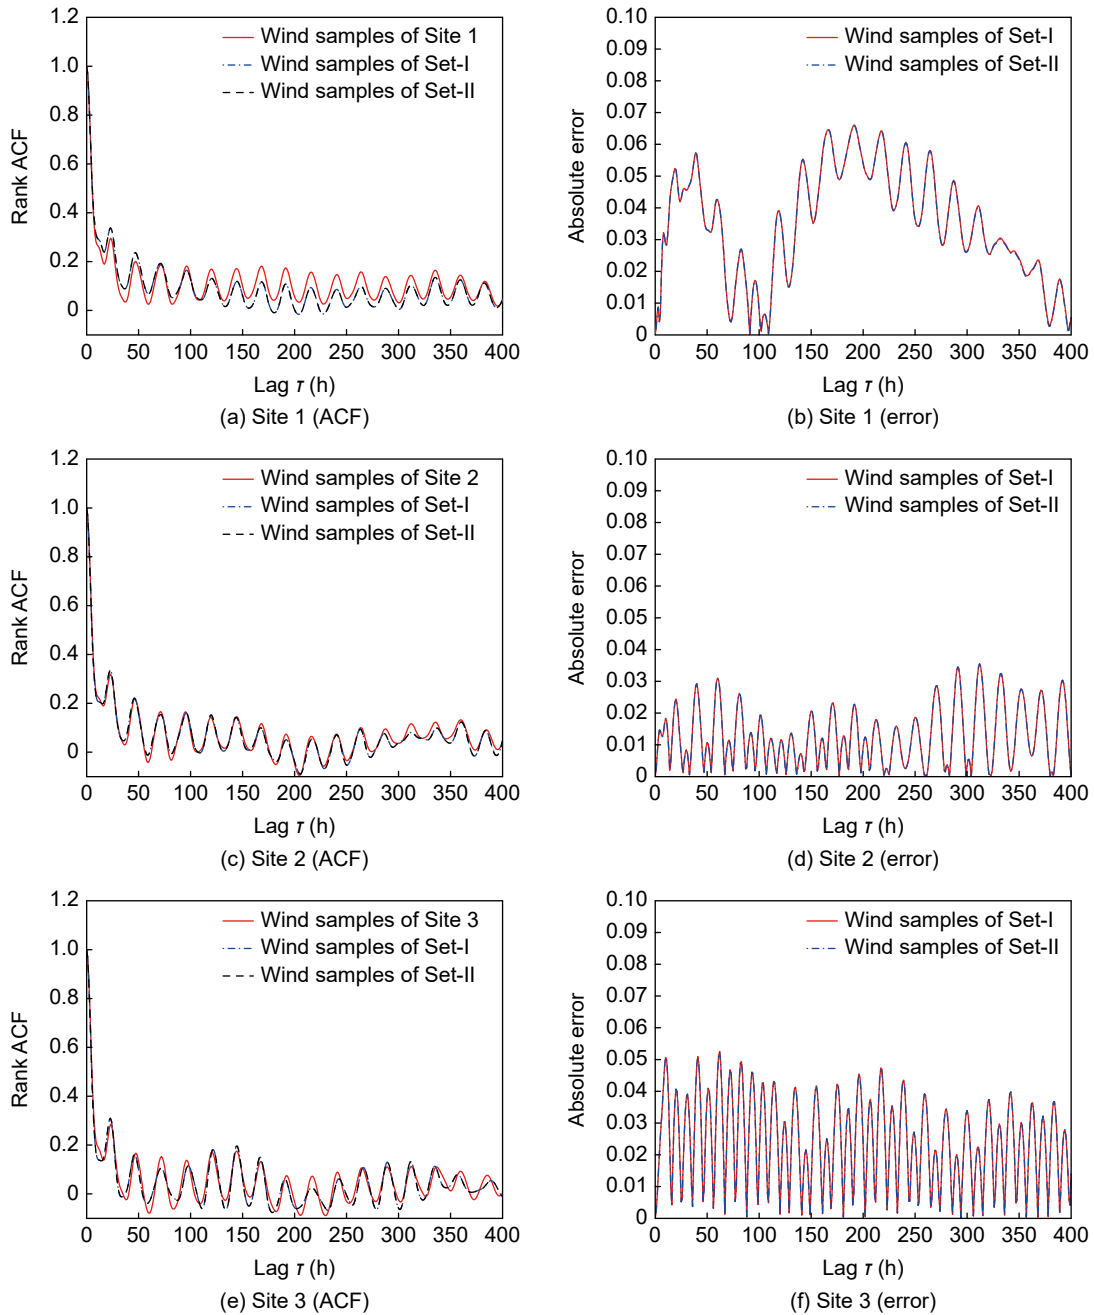 1.2
1.0
0.8
0.6
0.4
0.2
0
Rank ACF
Wind samples of Site 1
Wind samples of Set-I
Wind samples of Set-II
0 50 100 150 200 250 300 350 400
Lag τ (h)
(a) Site 1 (ACF)
0.10
0.09
0.08
0.07
0.06
0.05
0.04
0.03
0.02
0.01
0
Absolute error
Wind samples of Set-I
Wind samples of Set-II
0 50 100 150 200 250 300 350 400
Lag τ (h)
(b) Site 1 (error)
1.2
1.0
0.8
0.6
0.4
0.2
0
Rank ACF
Wind samples of Site 2
Wind samples of Set-I
Wind samples of Set-II
0 50 100 150 200 250 300 350 400
Lag τ (h)
(c) Site 2 (ACF)
0.10
0.09
0.08
0.07
0.06
0.05
0.04
0.03
0.02
0.01
0
Absolute error
Wind samples of Set-I
Wind samples of Set-II
0 50 100 150 200 250 300 350 400
Lag τ (h)
(d) Site 2 (error)
1.2
1.0
0.8
0.6
0.4
0.2
0
Rank ACF
Wind samples of Site 3
Wind samples of Set-I
Wind samples of Set-II
0 50 100 150 200 250 300 350 400
Lag τ (h)
(e) Site 3 (ACF)
0.10
0.09
0.08
0.07
0.06
0.05
0.04
0.03
0.02
0.01
0
Absolute error
Wind samples of Set-I
Wind samples of Set-II
0 50 100 150 200 250 300 350 400
Lag τ (h)
(f) Site 3 (error)